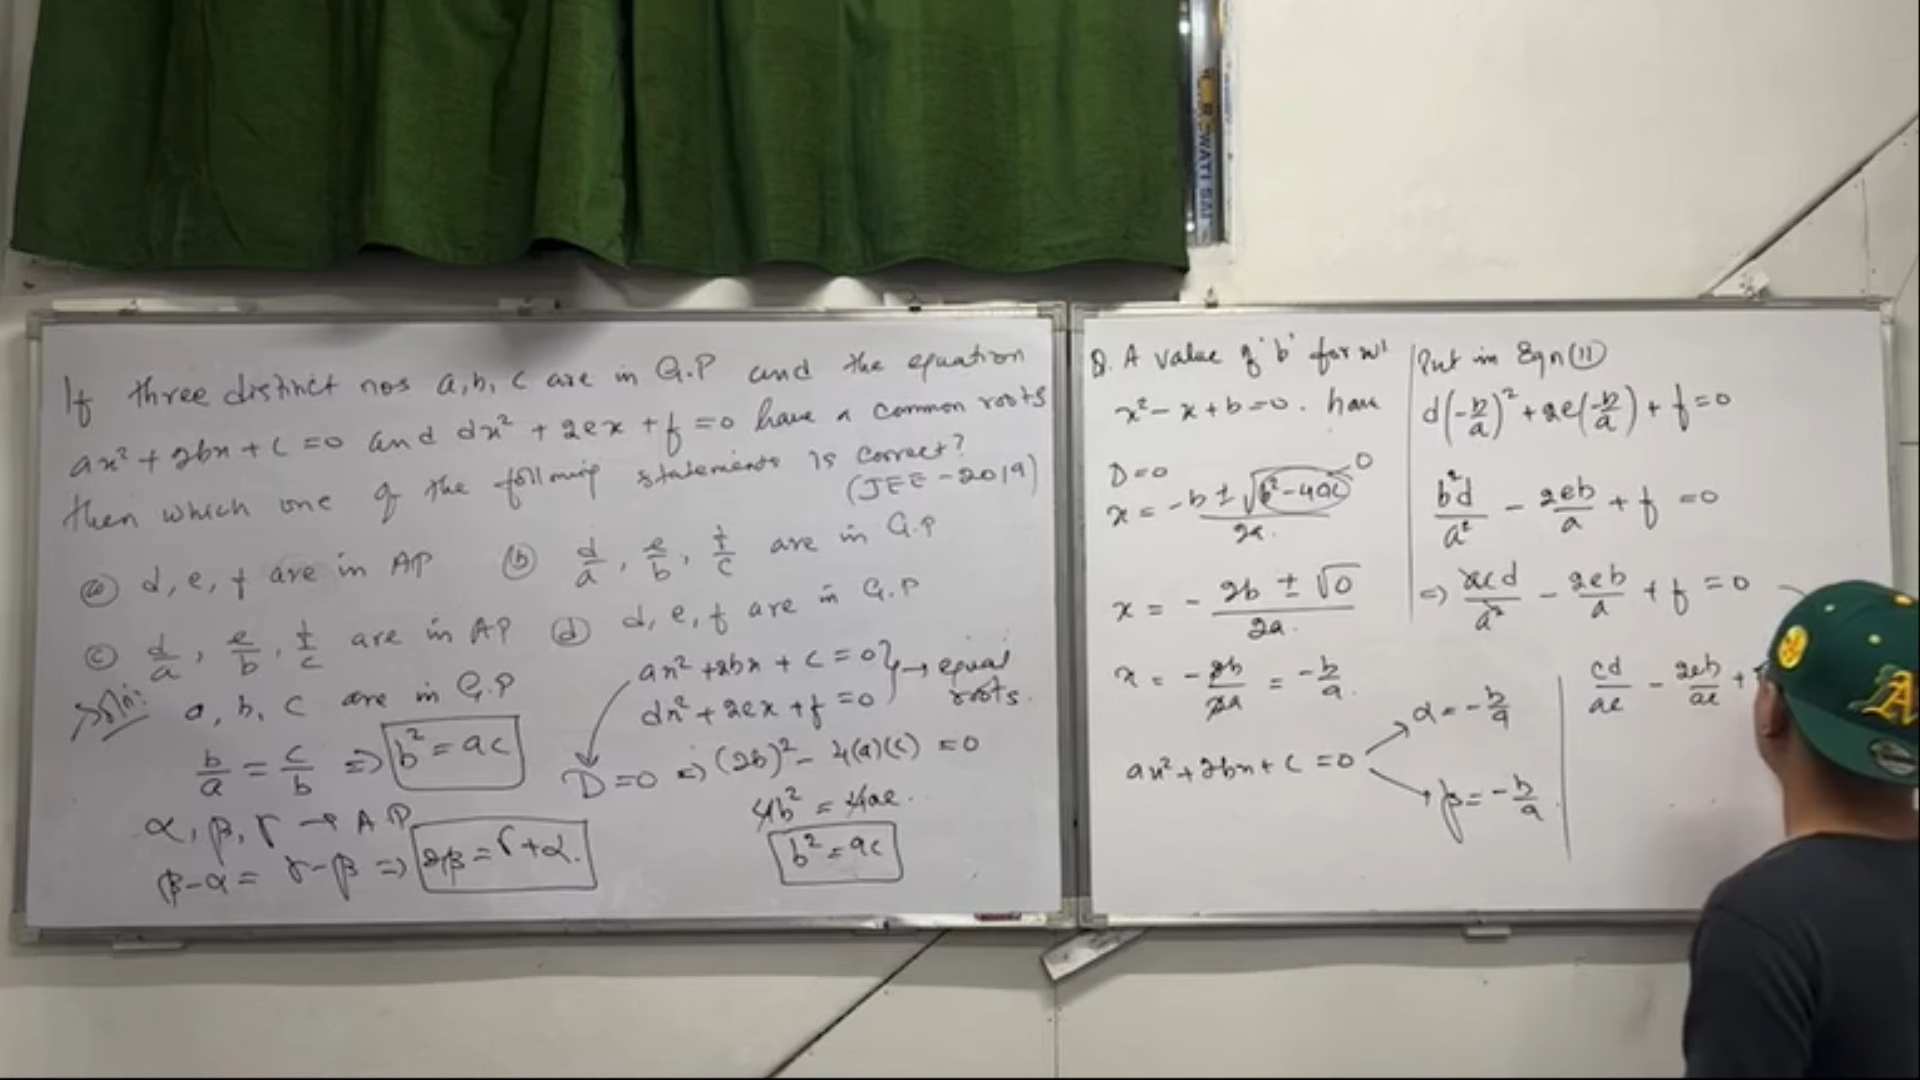 If three distinct nos a, b, c are in G.P and the equation
ax² + 2bx + c = 0 and dx² + 2ex + f = 0 have a common roots
then which one of the following statements is correct?
(JEE - 2019)
(a) d, e, f are in AP (b) d/a, e/b, f/c are in G.P
(c) d/a, e/b, f/c are in AP (d) d, e, f are in G.P
Soln: a, b, c are in G.P
b/a = c/b ⇒ b² = ac
α, β, γ → A.P
β - α = γ - β ⇒ 2β = γ + α.
ax² + 2bx + c = 0
dx² + 2ex + f = 0 } → equal roots.
D = 0 ⇒ (2b)² - 4(a)(c) = 0
4b² = 4ac.
b² = ac
Q. A value of 'b' for
x² - x + b = 0. have
D = 0
x = -b ± √b² - 4ac / 2a. 0
x = - 2b ± √0 / 2a.
x = - 2b/2a = - b/a.
ax² + 2bx + c = 0
α = - b/a
β = - b/a.
Put in Eqn (11)
d(-b/a)² + 2e(-b/a) + f = 0
b²d/a² - 2eb/a + f = 0
⇒ acd/a² - 2eb/a + f = 0
cd/ac - 2eb/ac +
A